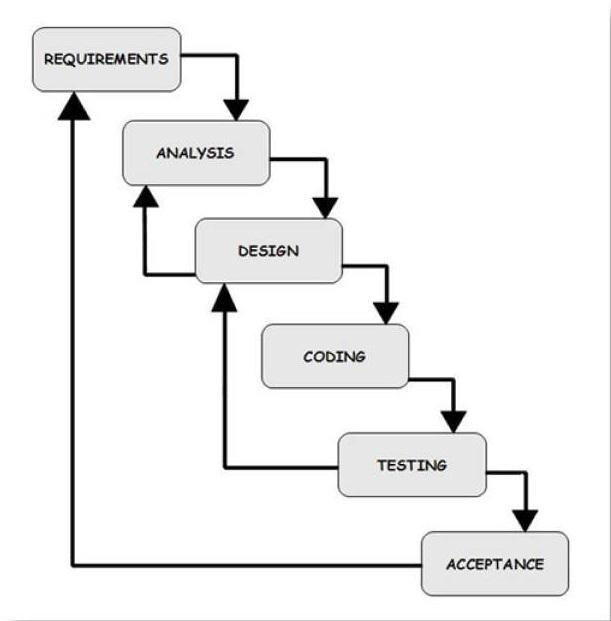 REQUIREMENTS
ANALYSIS
DESIGN
CODING
TESTING
ACCEPTANCE